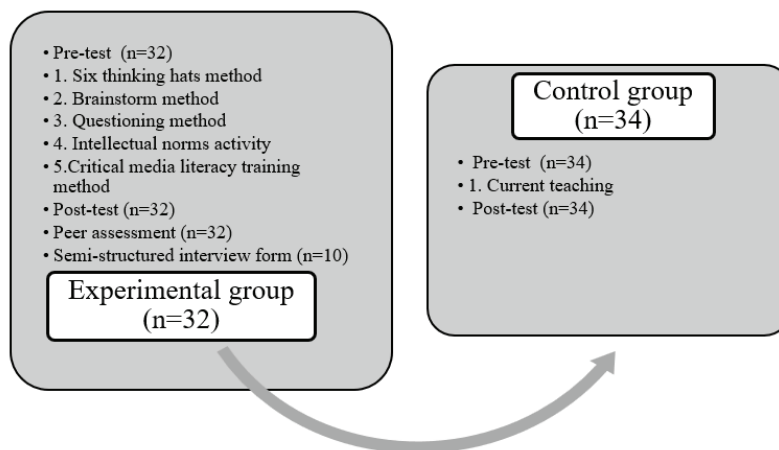 • Pre-test (n=32)
• 1. Six thinking hats method
• 2. Brainstorm method
• 3. Questioning method
• 4. Intellectual norms activity
• 5.Critical media literacy training
method
• Post-test (n=32)
• Peer assessment (n=32)
• Semi-structured interview form (n=10)
Experimental group
(n=32)
Control group
(n=34)
• Pre-test (n=34)
• 1. Current teaching
• Post-test (n=34)